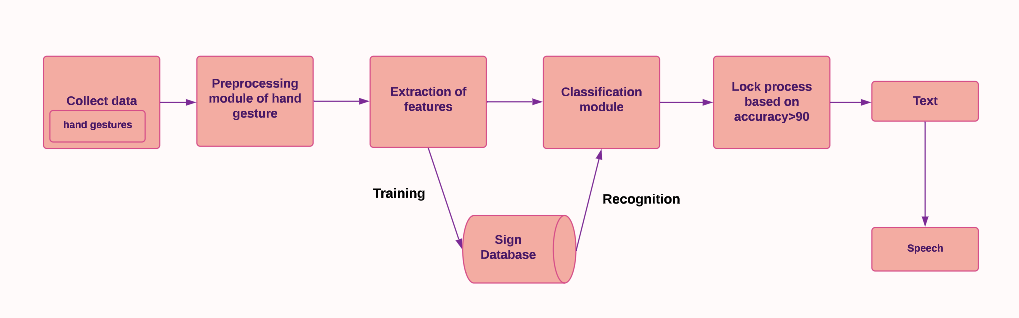 Collect data
hand gestures
Preprocessing
module of hand
gesture
Extraction of
features
Classification
module
Lock process
based on
accuracy>90
Text
Training
Recognition
Sign
Database
Speech